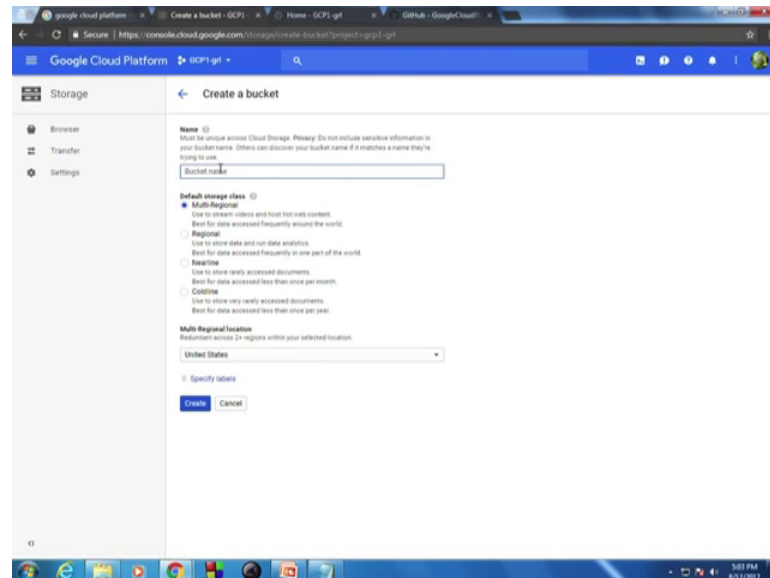 google cloud platform
Create a bucket - GCP1-
Home - GCP1-grl
GitHub - GoogleCloudP
Secure | https://console.cloud.google.com/storage/create-bucket?project=gcp1-grl
Google Cloud Platform
GCP1-grl
Storage
Create a bucket
Browser
Transfer
Settings
Name
Must be unique across Cloud Storage. Privacy: Do not include sensitive information in
your bucket name. Others can discover your bucket name if it matches a name they're
trying to use.
Bucket name
Default storage class
Multi-Regional
Use to stream videos and host hot web content.
Best for data accessed frequently around the world.
Regional
Use to store data and run data analytics.
Best for data accessed frequently in one part of the world.
Nearline
Use to store rarely accessed documents.
Best for data accessed less than once per month.
Coldline
Use to store very rarely accessed documents.
Best for data accessed less than once per year.
Multi-Regional location
Redundant across 2+ regions within your selected location.
United States
Specify labels
Create
Cancel
5:03 PM
6/12/2017